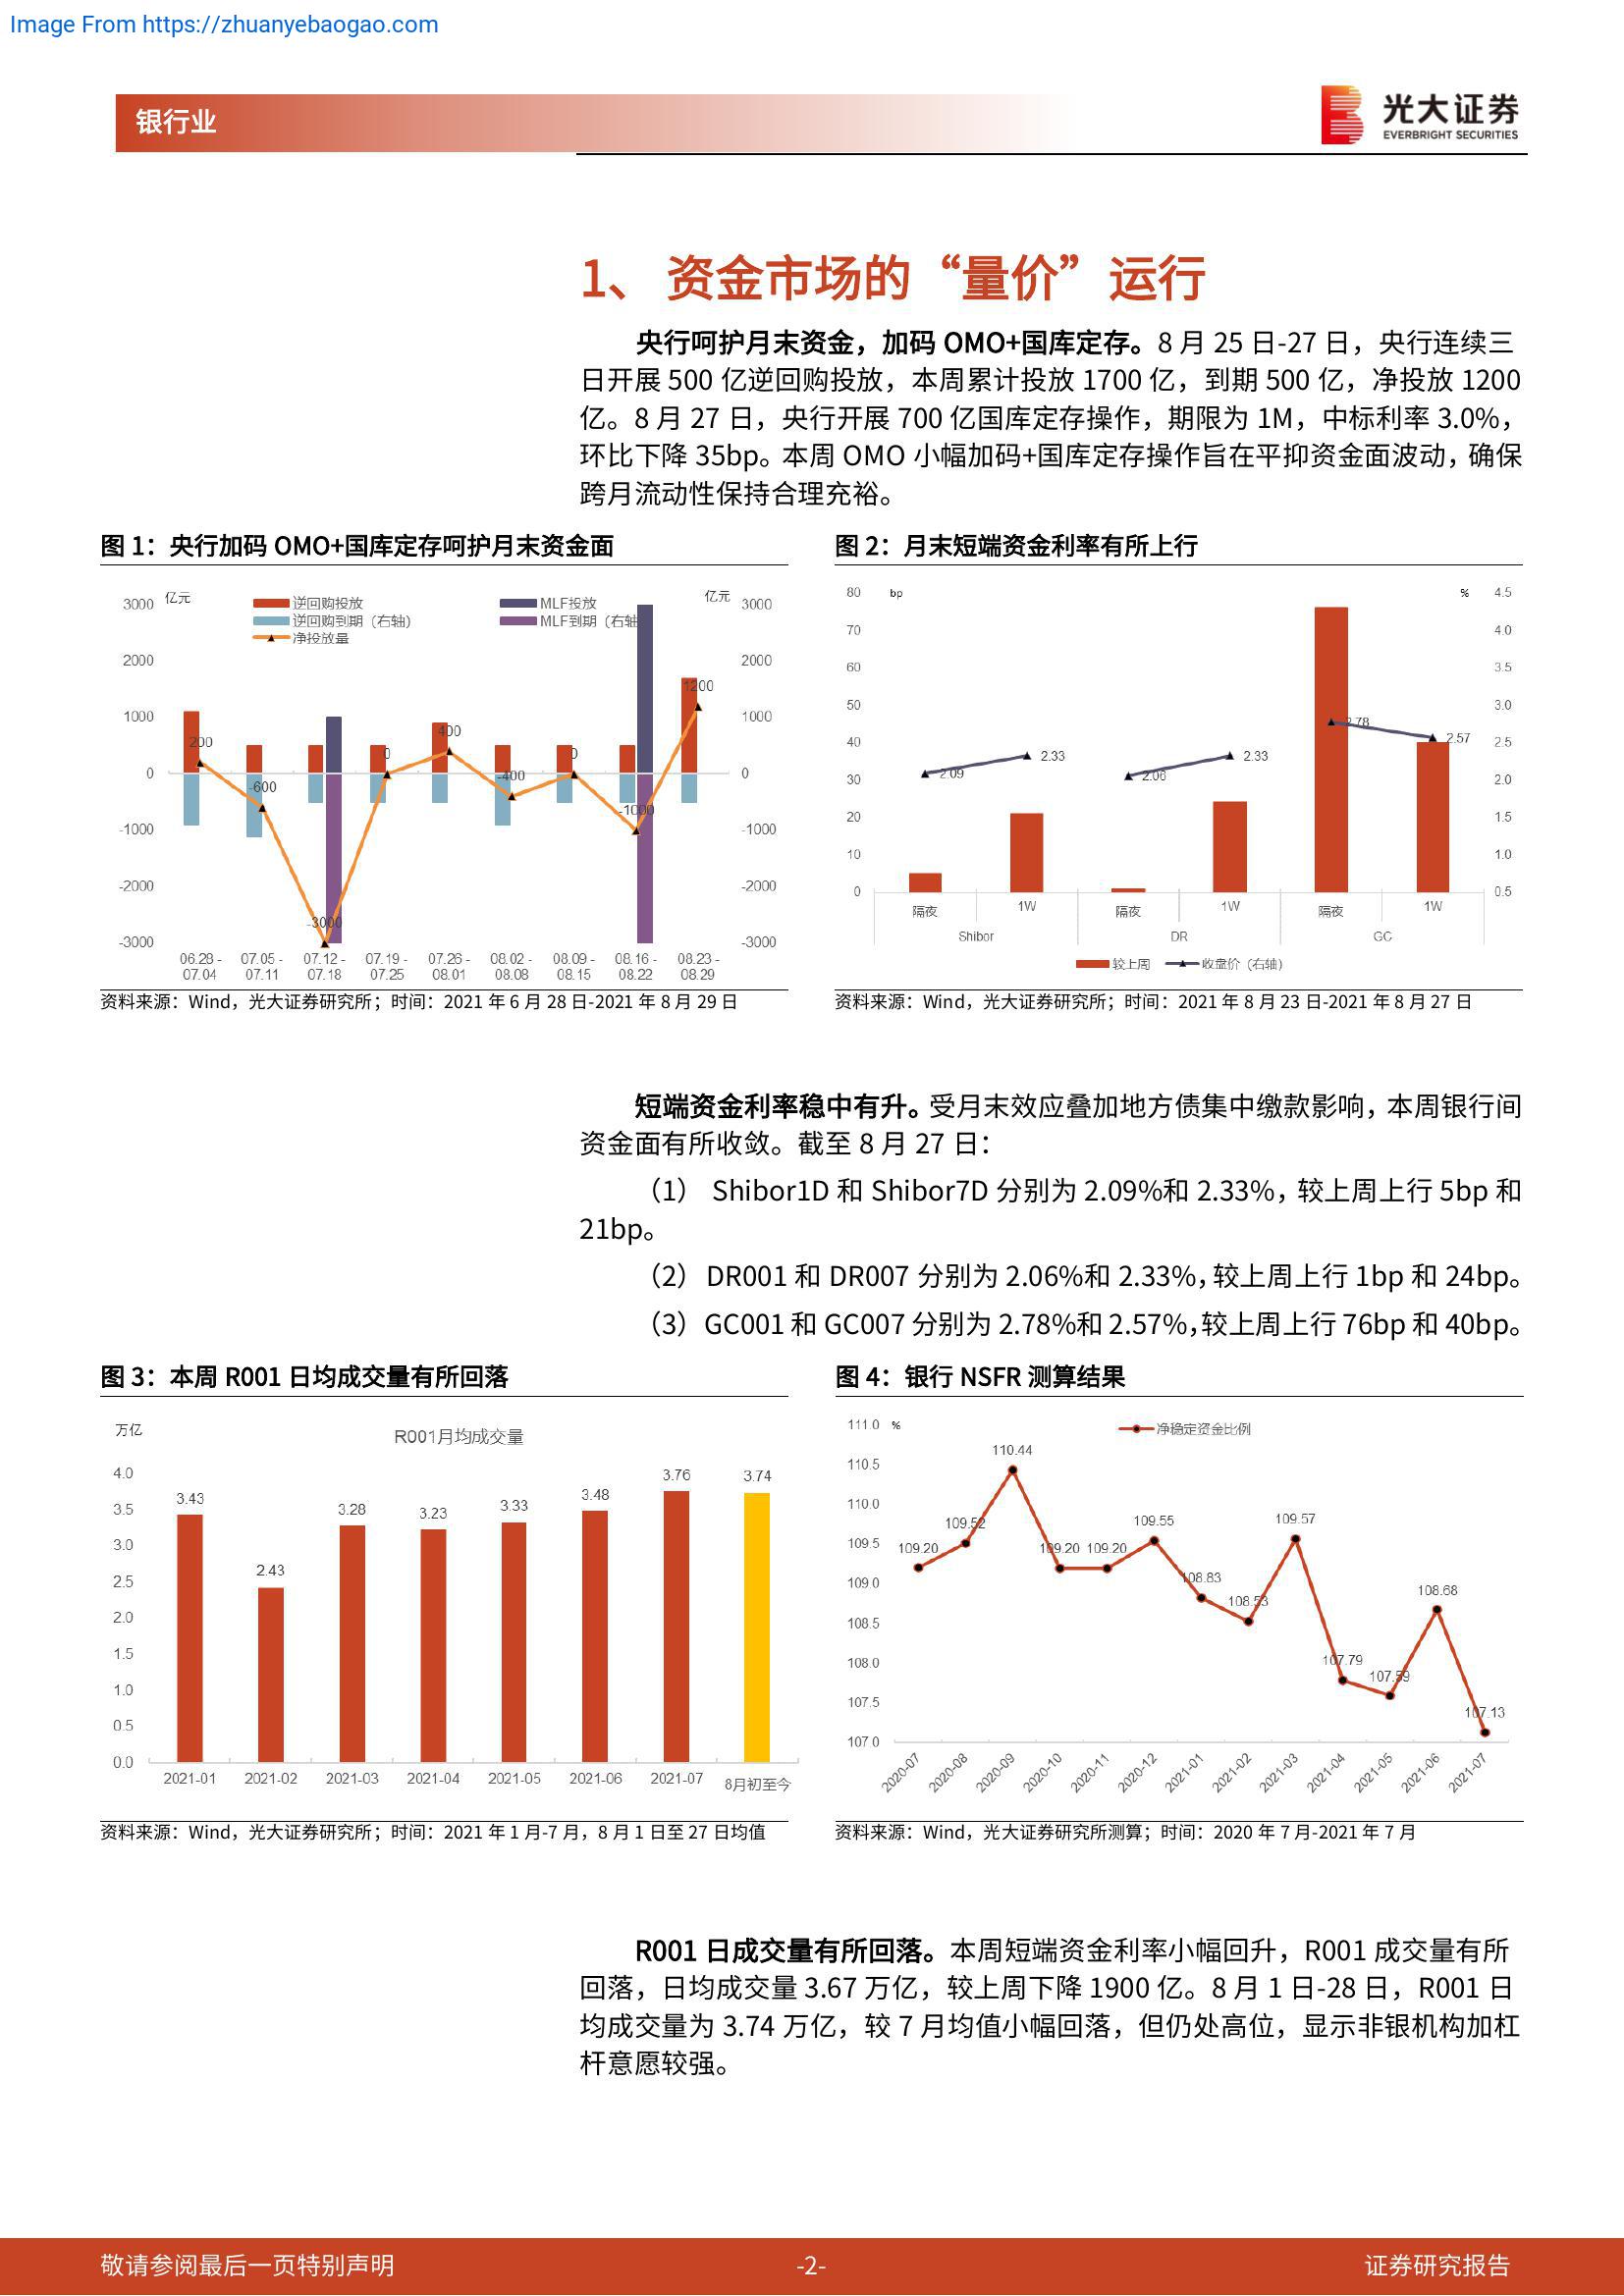 Image From https://zhuanyebaogao.com
银行业
光大证券
EVERBRIGHT SECURITIES
1、 资金市场的“量价”运行
央行呵护月末资金，加码 OMO+国库定存。8 月 25 日-27 日，央行连续三
日开展 500 亿逆回购投放，本周累计投放 1700 亿，到期 500 亿，净投放 1200
亿。8 月 27 日，央行开展 700 亿国库定存操作，期限为 1M，中标利率 3.0%，
环比下降 35bp。本周 OMO 小幅加码+国库定存操作旨在平抑资金面波动，确保
跨月流动性保持合理充裕。
图 1：央行加码 OMO+国库定存呵护月末资金面
亿元
亿元
逆回购投放
MLF投放
逆回购到期（右轴）
MLF到期（右轴
净投放量
3000
2000
1000
0
-1000
-2000
-3000
3000
2000
1000
0
-1000
-2000
-3000
200
-600
-3000
0
400
-400
0
-1000
1200
06.28 - 07.05 - 07.12 - 07.19 - 07.26 - 08.02 - 08.09 - 08.16 - 08.23 -
07.04 07.11 07.18 07.25 08.01 08.08 08.15 08.22 08.29
资料来源：Wind，光大证券研究所；时间：2021 年 6 月 28 日-2021 年 8 月 29 日
图 2：月末短端资金利率有所上行
bp
%
80
70
60
50
40
30
20
10
0
4.5
4.0
3.5
3.0
2.5
2.0
1.5
1.0
0.5
2.09
2.33
2.06
2.33
2.78
2.57
隔夜 1W 隔夜 1W 隔夜 1W
Shibor DR GC
较上周 收盘价（右轴）
资料来源：Wind，光大证券研究所；时间：2021 年 8 月 23 日-2021 年 8 月 27 日
短端资金利率稳中有升。受月末效应叠加地方债集中缴款影响，本周银行间
资金面有所收敛。截至 8 月 27 日：
（1） Shibor1D 和 Shibor7D 分别为 2.09%和 2.33%，较上周上行 5bp 和
21bp。
（2） DR001 和 DR007 分别为 2.06%和 2.33%，较上周上行 1bp 和 24bp。
（3）GC001 和 GC007 分别为 2.78%和 2.57%，较上周上行 76bp 和 40bp。
图 3：本周 R001 日均成交量有所回落
万亿
R001月均成交量
4.0
3.5
3.0
2.5
2.0
1.5
1.0
0.5
0.0
3.43
2.43
3.28
3.23
3.33
3.48
3.76
3.74
2021-01 2021-02 2021-03 2021-04 2021-05 2021-06 2021-07 8月初至今
资料来源：Wind，光大证券研究所；时间：2021 年 1 月-7 月，8 月 1 日至 27 日均值
图 4：银行 NSFR 测算结果
%
净稳定资金比例
111.0
110.5
110.0
109.5
109.0
108.5
108.0
107.5
107.0
109.20
109.52
110.44
109.20
109.20
109.55
108.83
108.53
109.57
107.79
107.59
108.68
107.13
2020-07 2020-08 2020-09 2020-10 2020-11 2020-12 2021-01 2021-02 2021-03 2021-04 2021-05 2021-06 2021-07
资料来源：Wind，光大证券研究所测算；时间：2020 年 7 月-2021 年 7 月
R001 日成交量有所回落。本周短端资金利率小幅回升，R001 成交量有所
回落，日均成交量 3.67 万亿，较上周下降 1900 亿。8 月 1 日-28 日，R001 日
均成交量为 3.74 万亿，较 7 月均值小幅回落，但仍处高位，显示非银机构加杠
杆意愿较强。
敬请参阅最后一页特别声明
-2-
证券研究报告